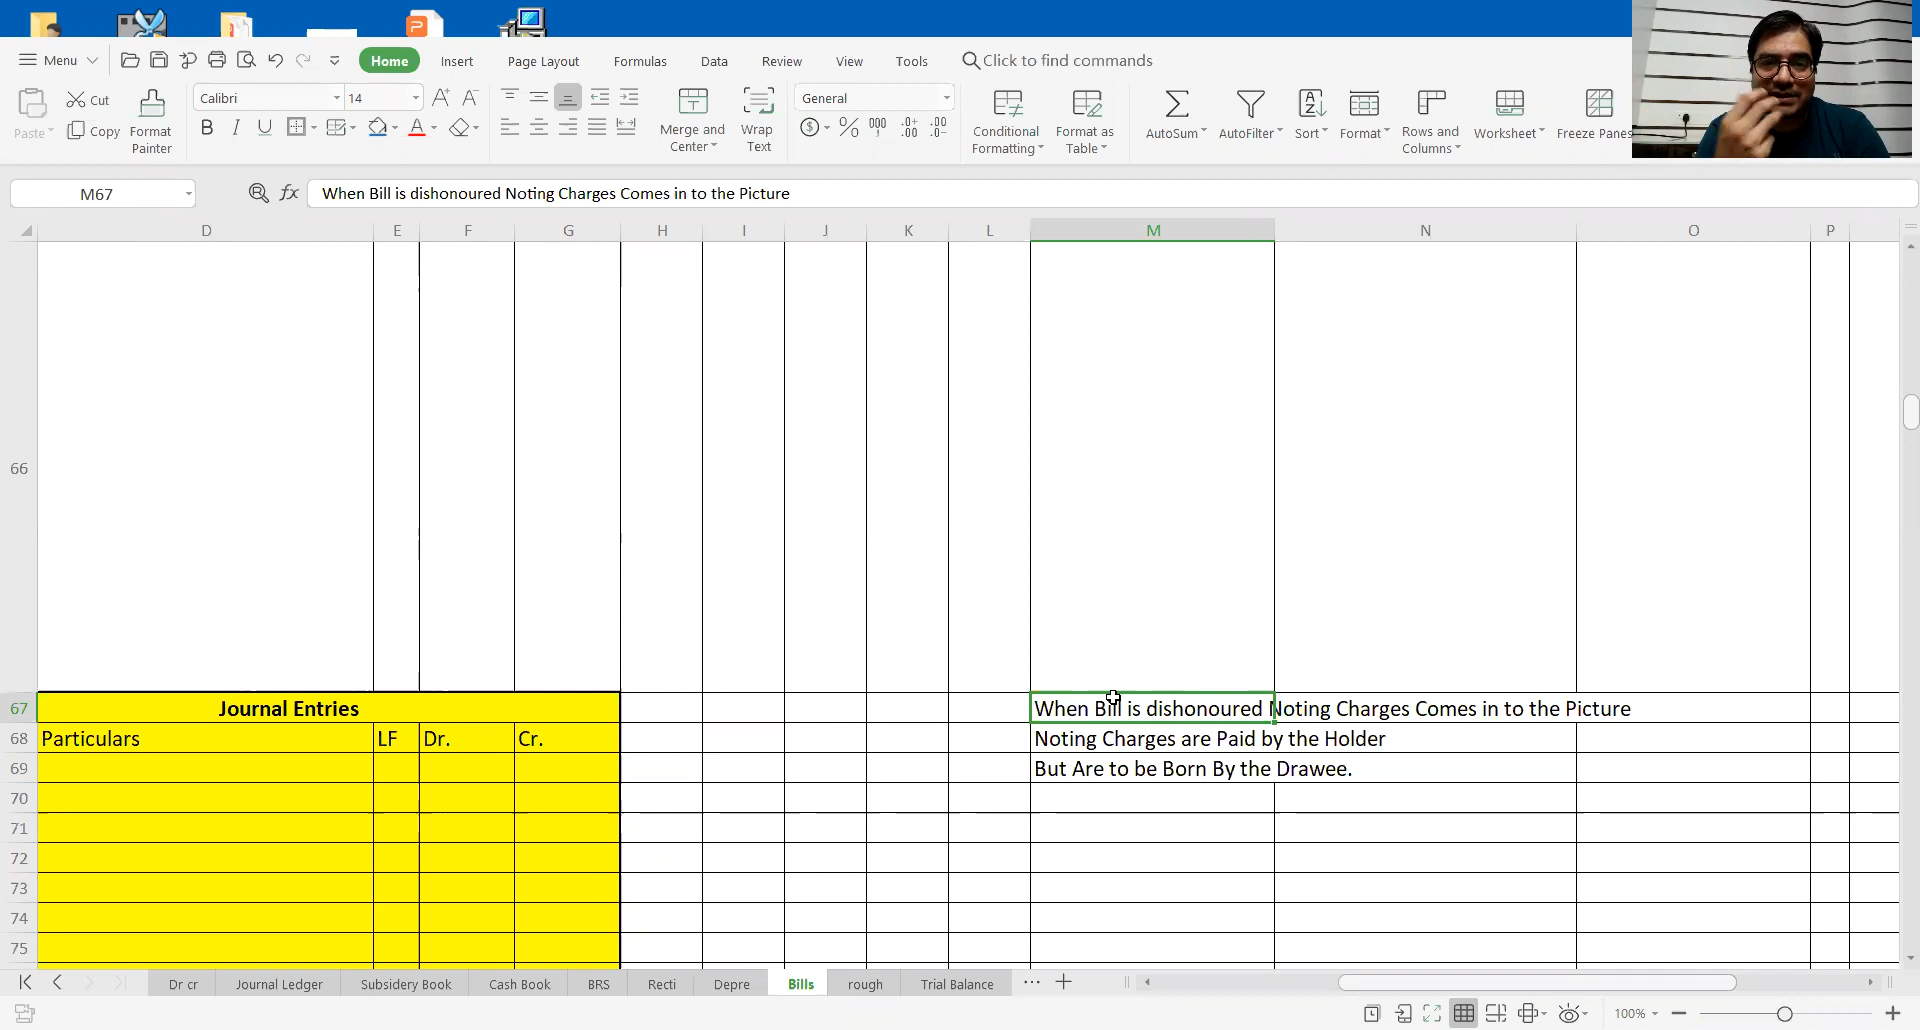 Menu
Home
Insert
Page Layout
Formulas
Data
Review
View
Tools
Click to find commands
Paste
Cut
Copy
Format Painter
Calibri
14
Merge and Center
Wrap Text
General
Conditional Formatting
Format as Table
AutoSum
AutoFilter
Sort
Format
Rows and Columns
Worksheet
Freeze Panes
M67
fx
When Bill is dishonoured Noting Charges Comes in to the Picture
D E F G H I J K L M N O P
66
67 Journal Entries When Bill is dishonoured Noting Charges Comes in to the Picture
68 Particulars LF Dr. Cr. Noting Charges are Paid by the Holder
69 But Are to be Born By the Drawee.
70
71
72
73
74
75
Dr cr
Journal Ledger
Subsidery Book
Cash Book
BRS
Recti
Depre
Bills
rough
Trial Balance
100%